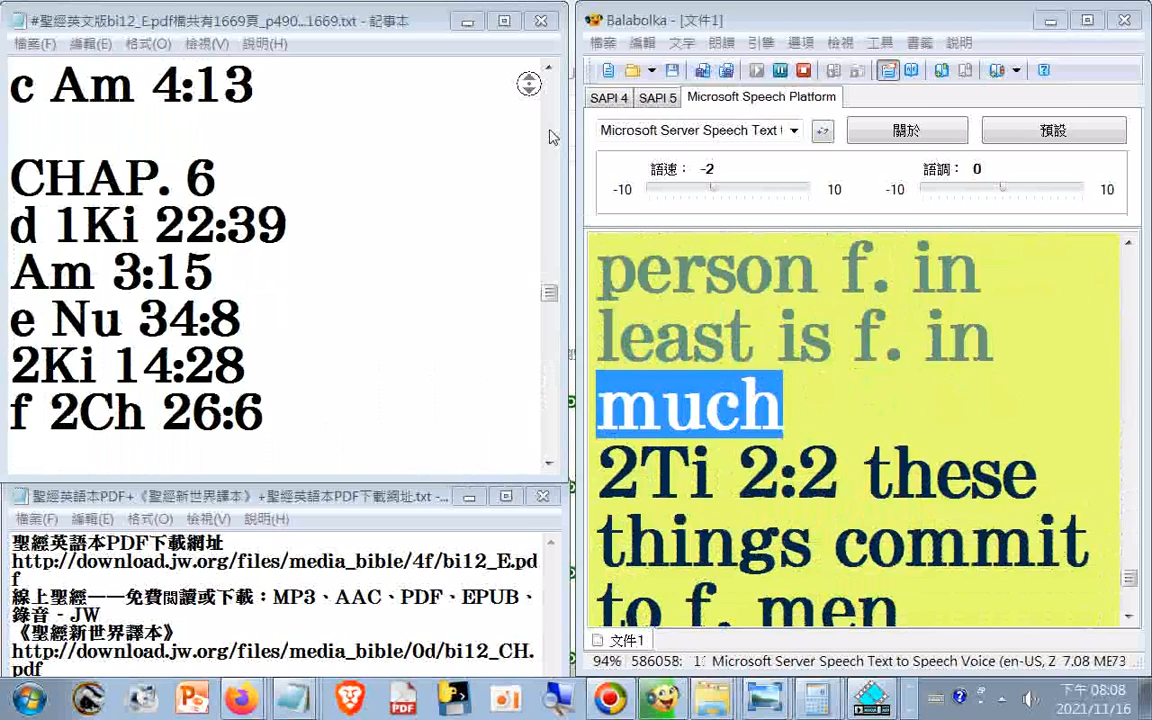 #聖經英文版bi12_E.pdf檔共有1669頁_p490...1669.txt - 記事本
檔案(F) 編輯(E) 格式(O) 檢視(V) 說明(H)
c Am 4:13
CHAP. 6
d 1Ki 22:39
Am 3:15
e Nu 34:8
2Ki 14:28
f 2Ch 26:6
聖經英語本PDF+《聖經新世界譯本》+聖經英語本PDF下載網址.txt -...
檔案(F) 編輯(E) 格式(O) 檢視(V) 說明(H)
聖經英語本PDF下載網址
http://download.jw.org/files/media_bible/4f/bi12_E.pd
f
線上聖經——免費閱讀或下載：MP3、AAC、PDF、EPUB、
錄音 - JW
《聖經新世界譯本》
http://download.jw.org/files/media_bible/0d/bi12_CH.
pdf
Balabolka - [文件1]
檔案 編輯 文字 朗讀 引擎 選項 檢視 工具 書籤 說明
SAPI 4 SAPI 5 Microsoft Speech Platform
Microsoft Server Speech Text 關於 預設
語速： -2 語調： 0
-10 10 -10 10
person f. in
least is f. in
much
2Ti 2:2 these
things commit
to f. men
文件1
94% 586058: Microsoft Server Speech Text to Speech Voice (en-US, Z 7.08 ME73
PDF
下午 08:08
2021/11/16